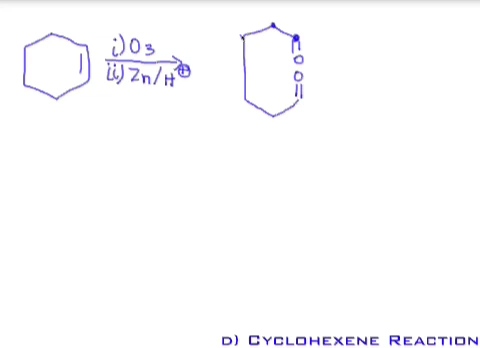 i) O3
ii) Zn/H⊕
O
O
D) CYCLOHEXENE REACTION